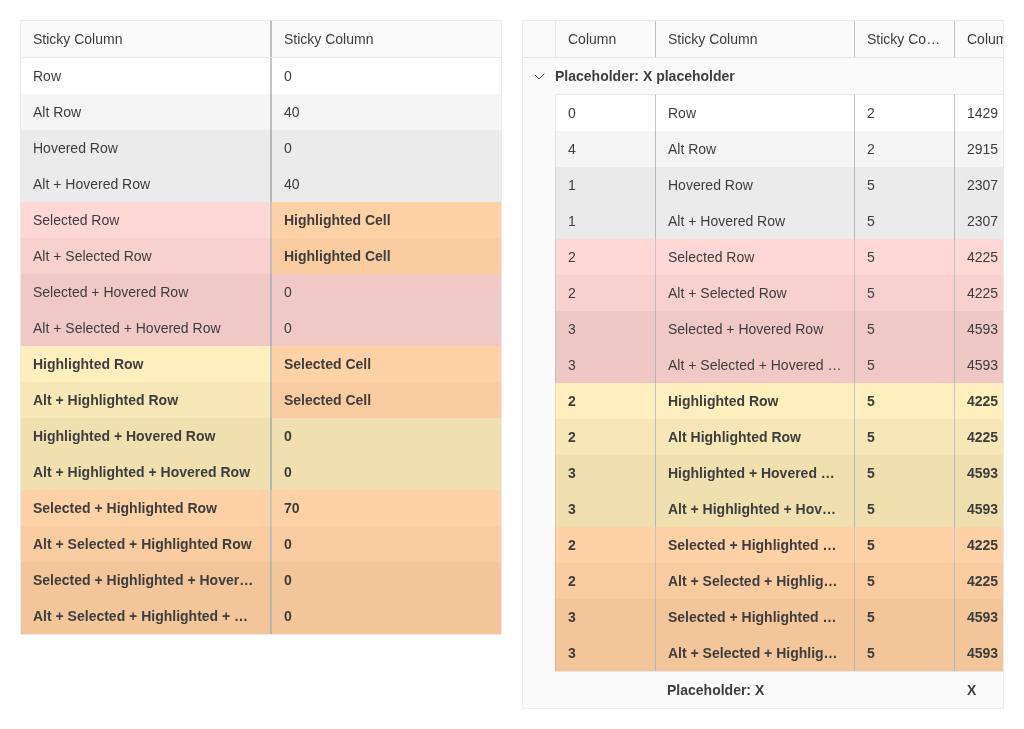 Sticky Column Sticky Column
Row 0
Alt Row 40
Hovered Row 0
Alt + Hovered Row 40
Selected Row Highlighted Cell
Alt + Selected Row Highlighted Cell
Selected + Hovered Row 0
Alt + Selected + Hovered Row 0
Highlighted Row Selected Cell
Alt + Highlighted Row Selected Cell
Highlighted + Hovered Row 0
Alt + Highlighted + Hovered Row 0
Selected + Highlighted Row 70
Alt + Selected + Highlighted Row 0
Selected + Highlighted + Hover… 0
Alt + Selected + Highlighted + … 0
Column Sticky Column Sticky Co… Colum
Placeholder: X placeholder
0 Row 2 1429
4 Alt Row 2 2915
1 Hovered Row 5 2307
1 Alt + Hovered Row 5 2307
2 Selected Row 5 4225
2 Alt + Selected Row 5 4225
3 Selected + Hovered Row 5 4593
3 Alt + Selected + Hovered … 5 4593
2 Highlighted Row 5 4225
2 Alt Highlighted Row 5 4225
3 Highlighted + Hovered … 5 4593
3 Alt + Highlighted + Hov… 5 4593
2 Selected + Highlighted … 5 4225
2 Alt + Selected + Highlig… 5 4225
3 Selected + Highlighted … 5 4593
3 Alt + Selected + Highlig… 5 4593
Placeholder: X X